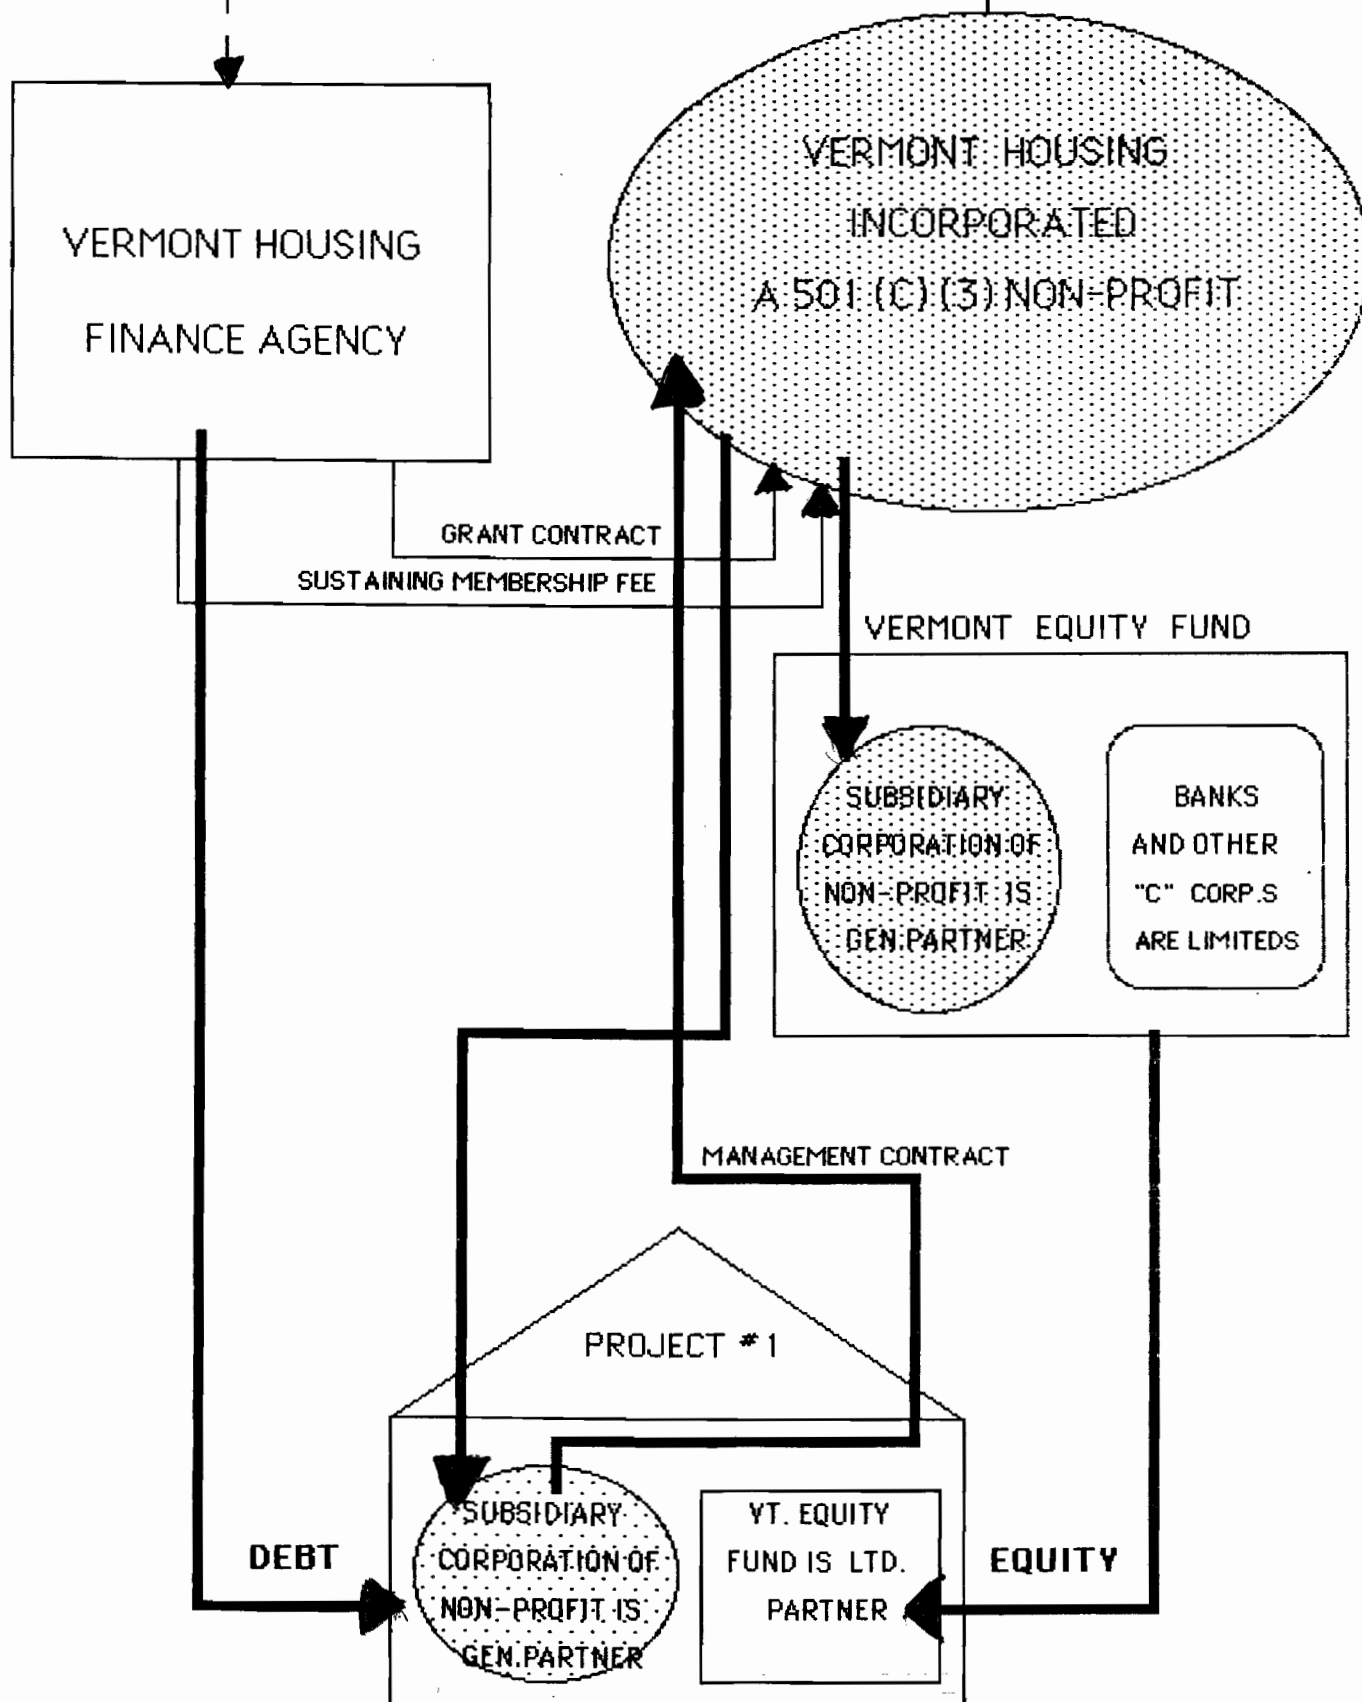 VERMONT HOUSING
FINANCE AGENCY
VERMONT HOUSING
INCORPORATED
A 501 (C) (3) NON-PROFIT
GRANT CONTRACT
SUSTAINING MEMBERSHIP FEE
VERMONT EQUITY FUND
SUBSIDIARY
CORPORATION OF
NON-PROFIT IS
GEN.PARTNER
BANKS
AND OTHER
"C" CORP.S
ARE LIMITEDS
MANAGEMENT CONTRACT
PROJECT #1
DEBT
SUBSIDIARY
CORPORATION OF
NON-PROFIT IS
GEN.PARTNER
VT. EQUITY
FUND IS LTD.
PARTNER
EQUITY